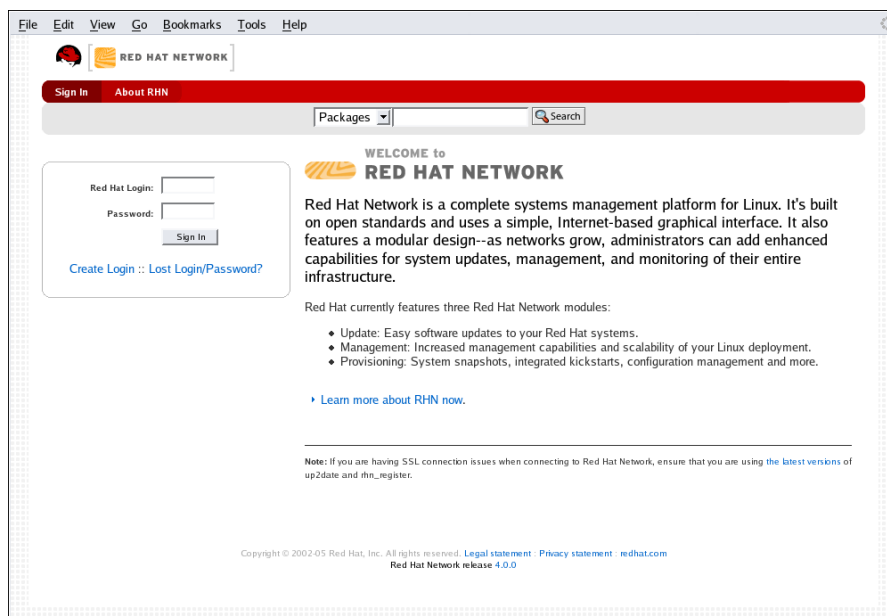 File Edit View Go Bookmarks Tools Help
RED HAT NETWORK
Sign In About RHN
Packages Search
WELCOME to
RED HAT NETWORK
Red Hat Login:
Password:
Sign In
Create Login :: Lost Login/Password?
Red Hat Network is a complete systems management platform for Linux. It's built
on open standards and uses a simple, Internet-based graphical interface. It also
features a modular design--as networks grow, administrators can add enhanced
capabilities for system updates, management, and monitoring of their entire
infrastructure.
Red Hat currently features three Red Hat Network modules:
Update: Easy software updates to your Red Hat systems.
Management: Increased management capabilities and scalability of your Linux deployment.
Provisioning: System snapshots, integrated kickstarts, configuration management and more.
Learn more about RHN now.
Note: If you are having SSL connection issues when connecting to Red Hat Network, ensure that you are using the latest versions of
up2date and rhn_register.
Copyright © 2002-05 Red Hat, Inc. All rights reserved. Legal statement : Privacy statement : redhat.com
Red Hat Network release 4.0.0